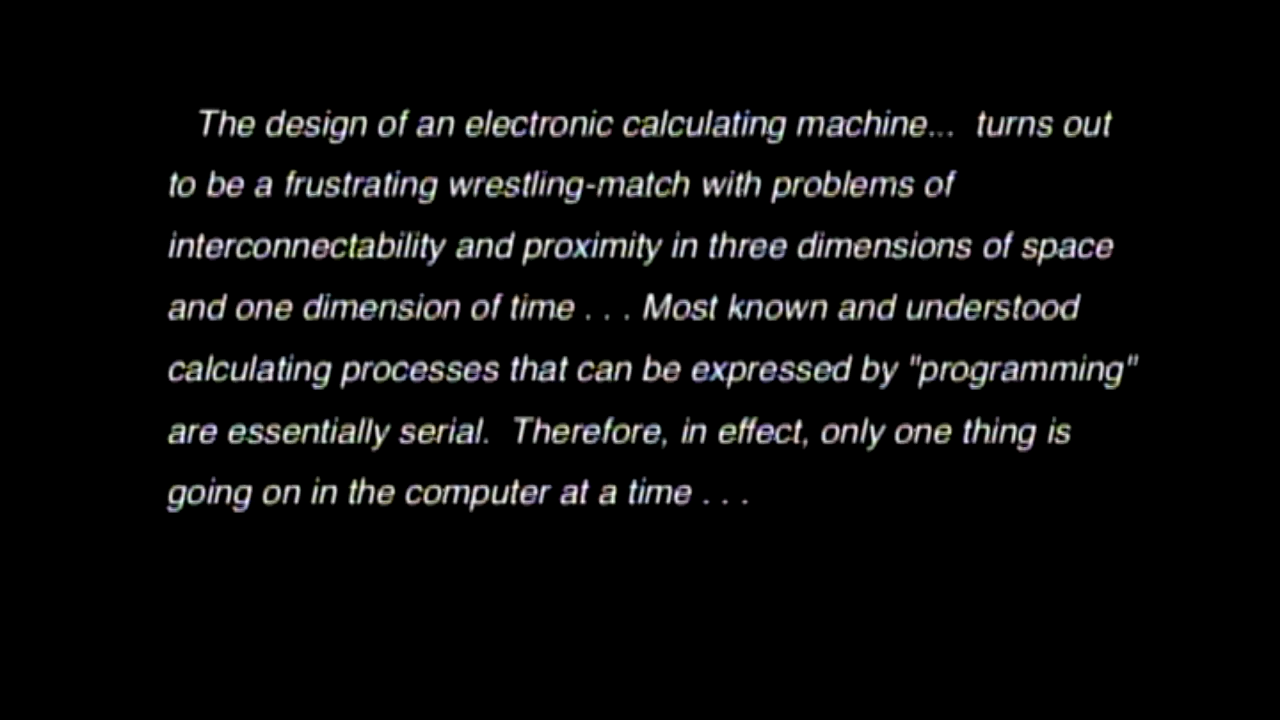 The design of an electronic calculating machine...  turns out
to be a frustrating wrestling-match with problems of
interconnectability and proximity in three dimensions of space
and one dimension of time . . . Most known and understood
calculating processes that can be expressed by "programming"
are essentially serial.  Therefore, in effect, only one thing is
going on in the computer at a time . . .